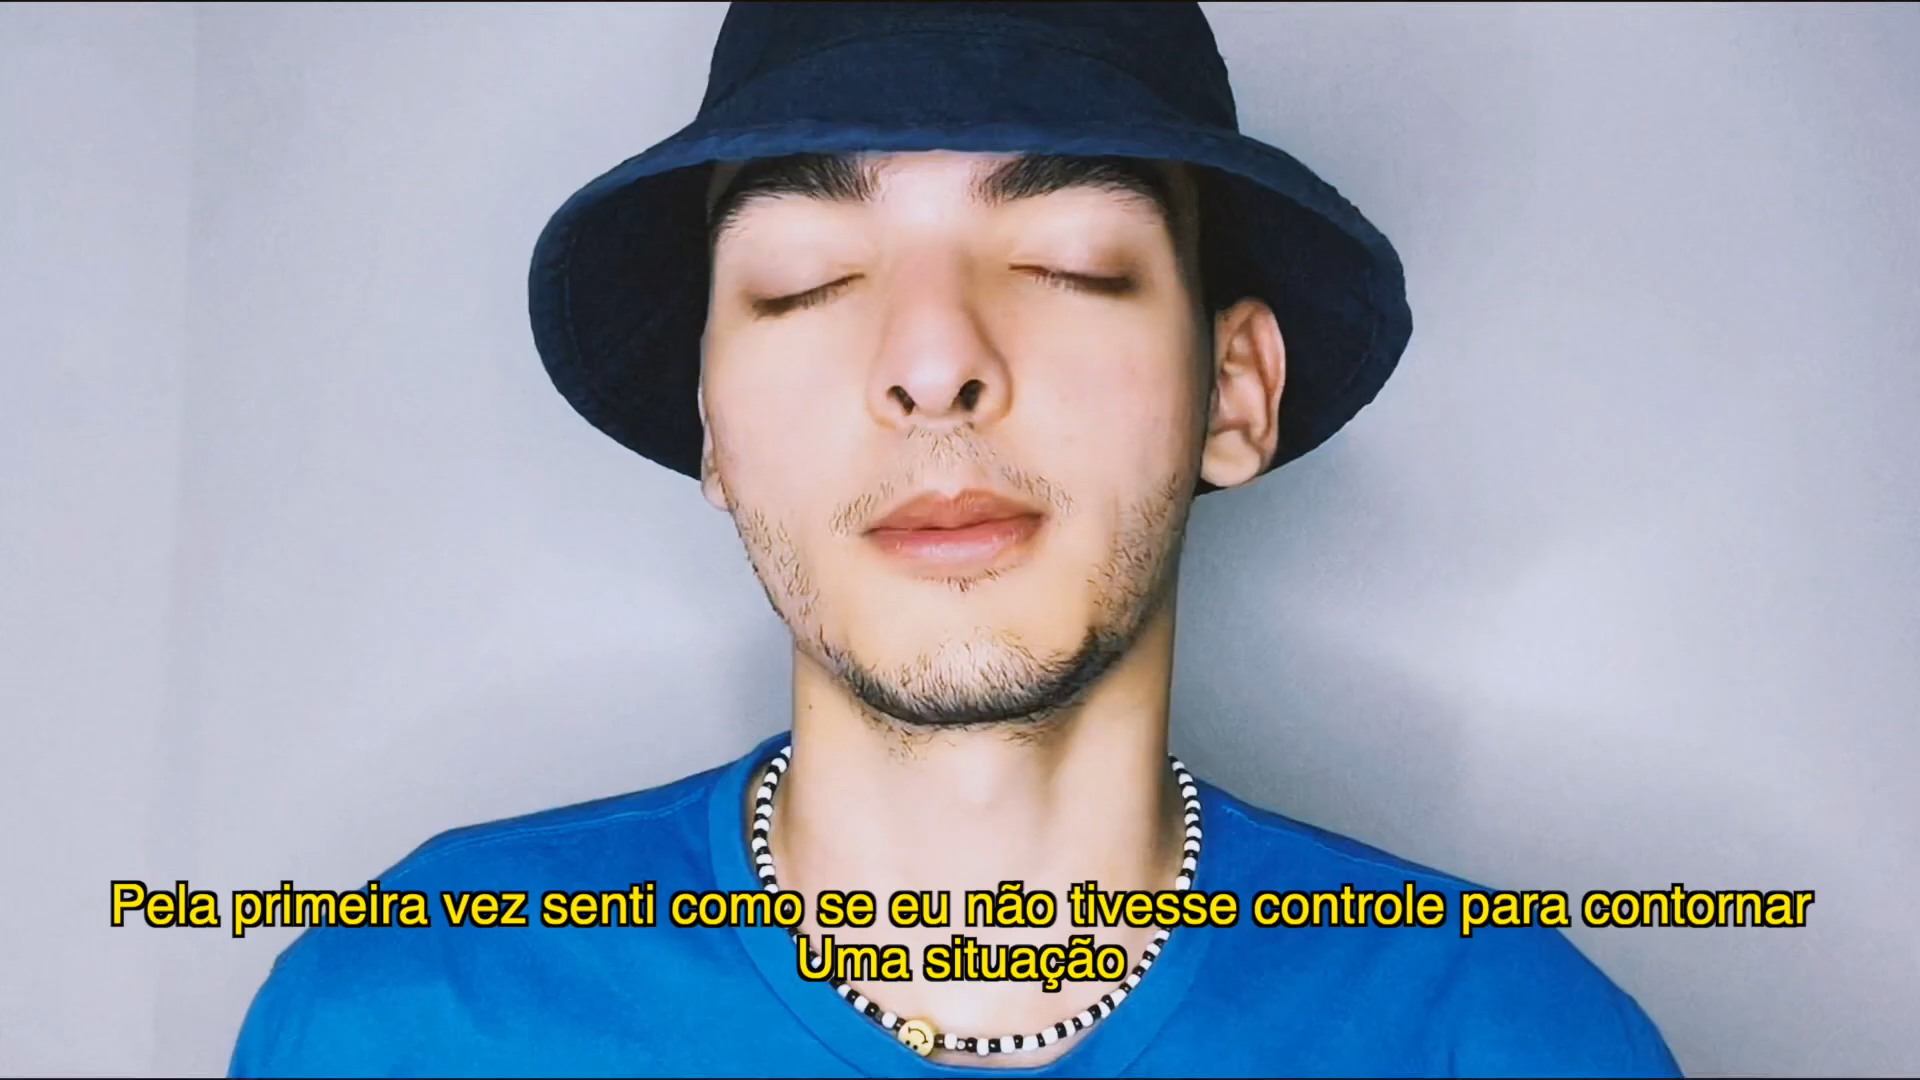 Pela primeira vez senti como se eu não tivesse controle para contornar
Uma situação